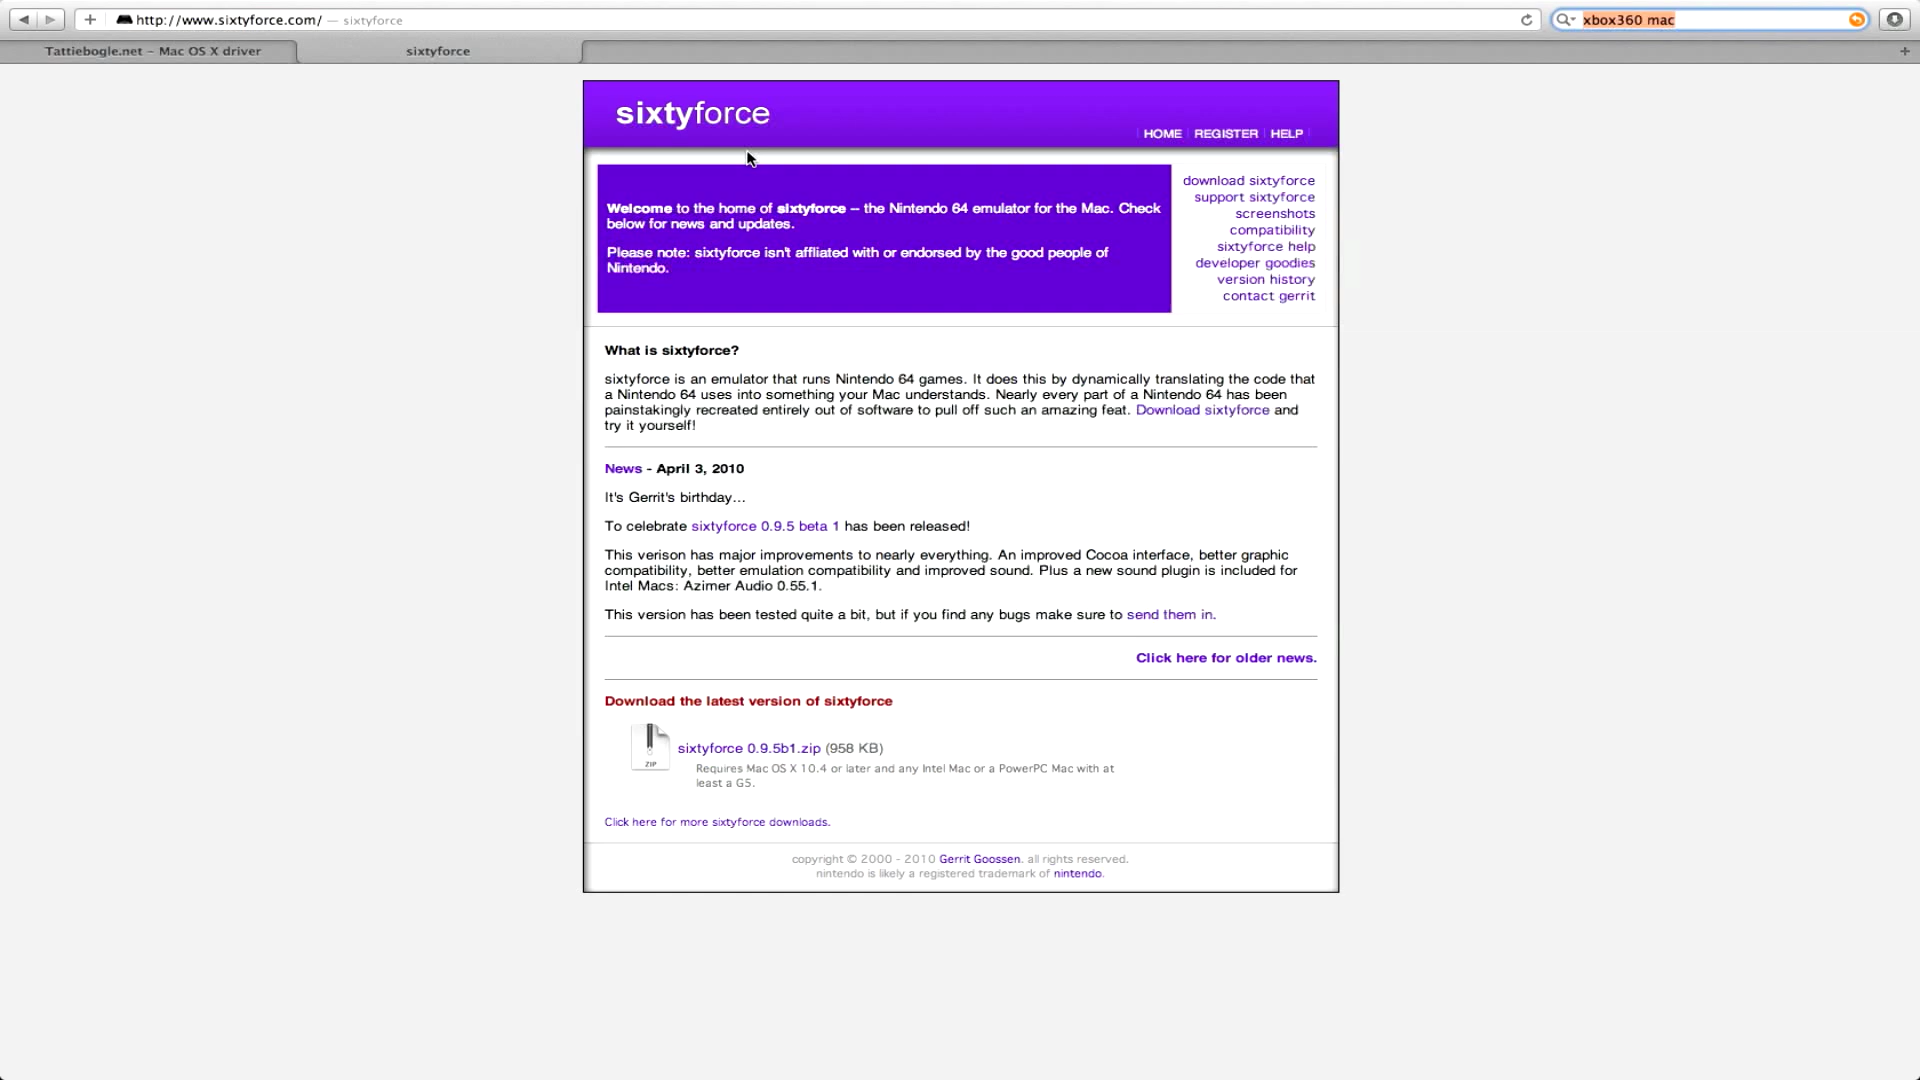 http://www.sixtyforce.com/ — sixtyforce
xbox360 mac
Tattiebogle.net – Mac OS X driver
sixtyforce
sixtyforce
HOME REGISTER HELP
Welcome to the home of sixtyforce -- the Nintendo 64 emulator for the Mac. Check
below for news and updates.
Please note: sixtyforce isn't affliated with or endorsed by the good people of
Nintendo.
download sixtyforce
support sixtyforce
screenshots
compatibility
sixtyforce help
developer goodies
version history
contact gerrit
What is sixtyforce?
sixtyforce is an emulator that runs Nintendo 64 games. It does this by dynamically translating the code that
a Nintendo 64 uses into something your Mac understands. Nearly every part of a Nintendo 64 has been
painstakingly recreated entirely out of software to pull off such an amazing feat. Download sixtyforce and
try it yourself!
News - April 3, 2010
It's Gerrit's birthday...
To celebrate sixtyforce 0.9.5 beta 1 has been released!
This verison has major improvements to nearly everything. An improved Cocoa interface, better graphic
compatibility, better emulation compatibility and improved sound. Plus a new sound plugin is included for
Intel Macs: Azimer Audio 0.55.1.
This version has been tested quite a bit, but if you find any bugs make sure to send them in.
Click here for older news.
Download the latest version of sixtyforce
ZIP
sixtyforce 0.9.5b1.zip (958 KB)
Requires Mac OS X 10.4 or later and any Intel Mac or a PowerPC Mac with at
least a G5.
Click here for more sixtyforce downloads.
copyright © 2000 - 2010 Gerrit Goossen. all rights reserved.
nintendo is likely a registered trademark of nintendo.